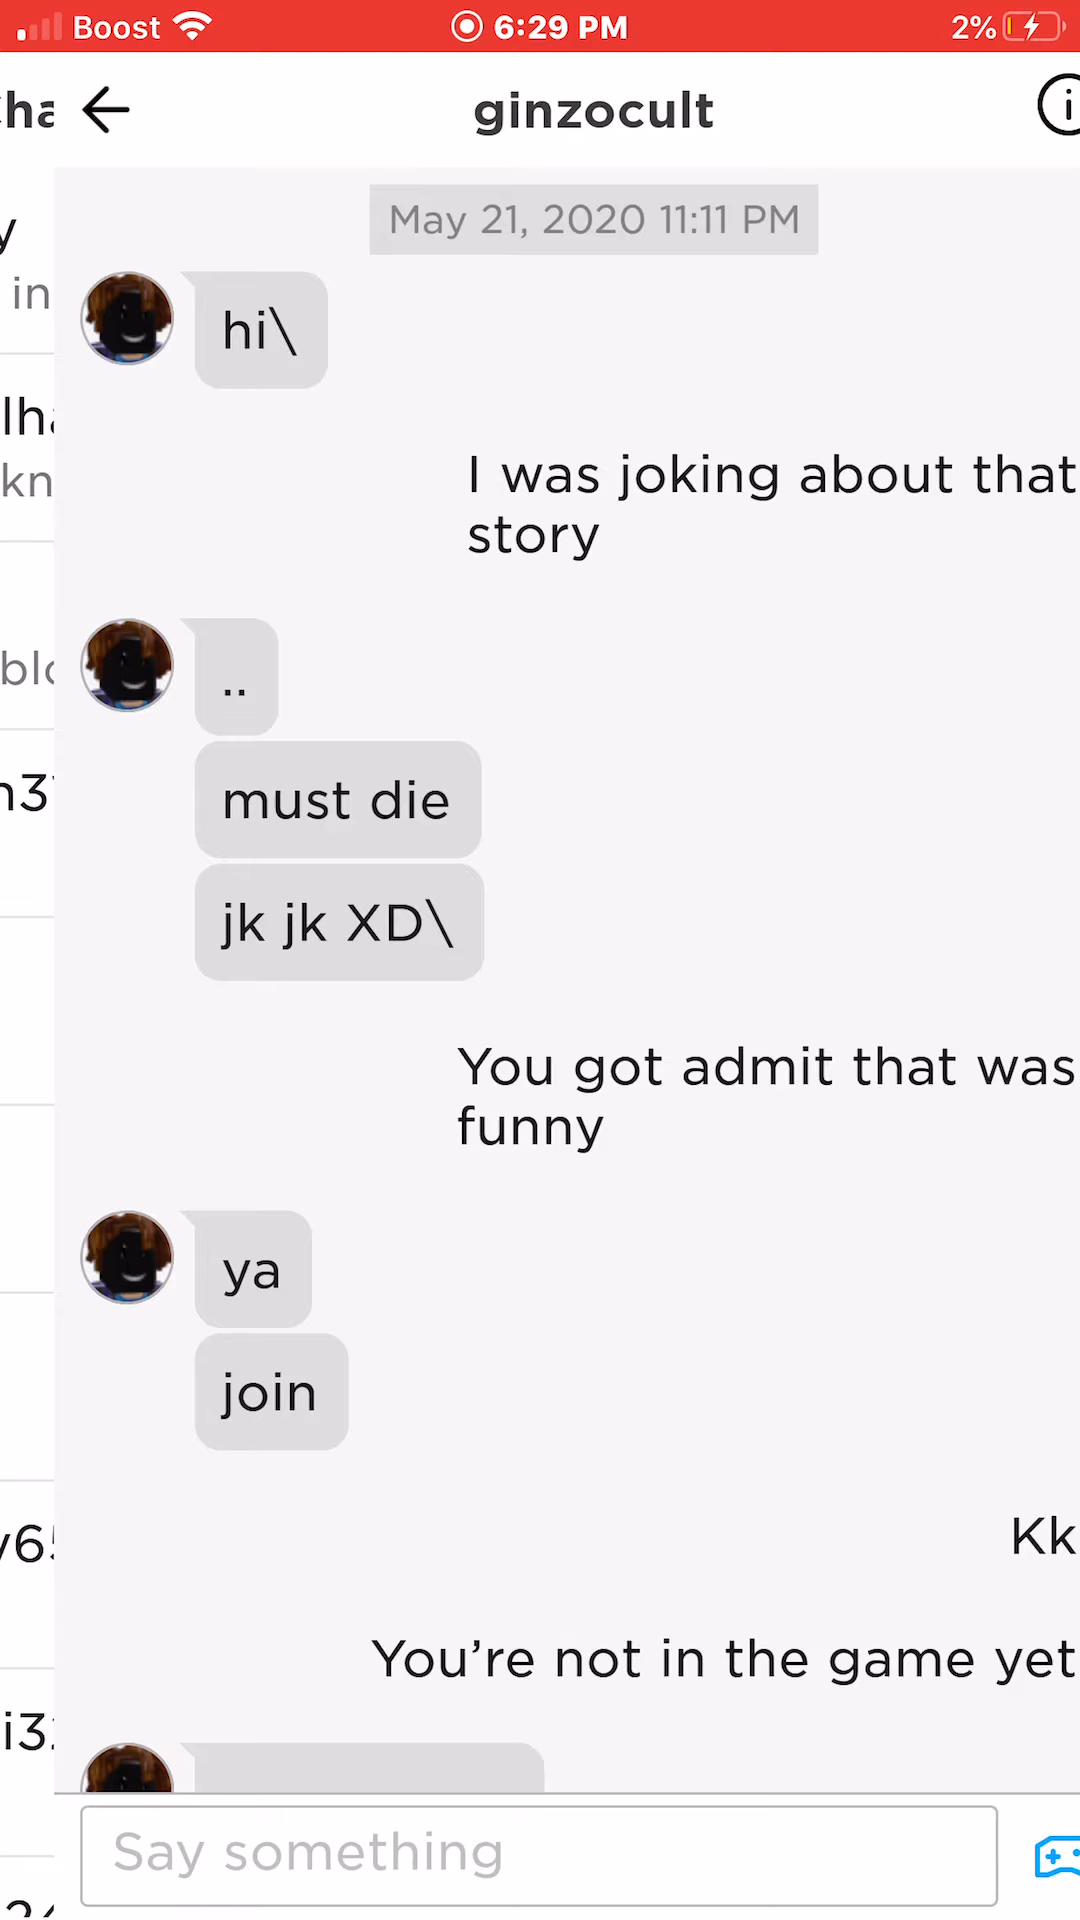 Boost 6:29 PM 2%
ginzocult
May 21, 2020 11:11 PM
hi\
I was joking about that
story
..
must die
jk jk XD\
You got admit that was
funny
ya
join
Kk
You’re not in the game yet
Say something
in
kn